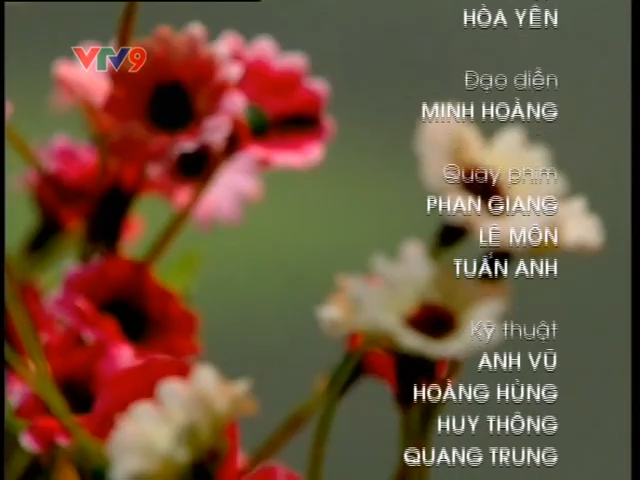 VTV9
HÒA YÊN
Đạo diễn
MINH HOÀNG
Quay phim
PHAN GIANG
LÊ MÔN
TUẤN ANH
Kỹ thuật
ANH VŨ
HOÀNG HÙNG
HUY THÔNG
QUANG TRUNG